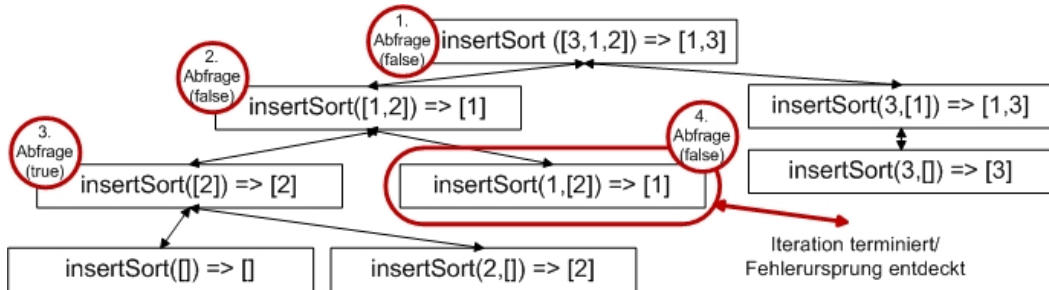 1.
Abfrage
(false)
insertSort ([3,1,2]) => [1,3]
2.
Abfrage
(false)
insertSort([1,2]) => [1]
insertSort(3,[1]) => [1,3]
3.
Abfrage
(true)
4.
Abfrage
(false)
insertSort([2]) => [2]
insertSort(1,[2]) => [1]
insertSort(3,[]) => [3]
insertSort([]) => []
insertSort(2,[]) => [2]
Iteration terminiert/
Fehlerursprung entdeckt